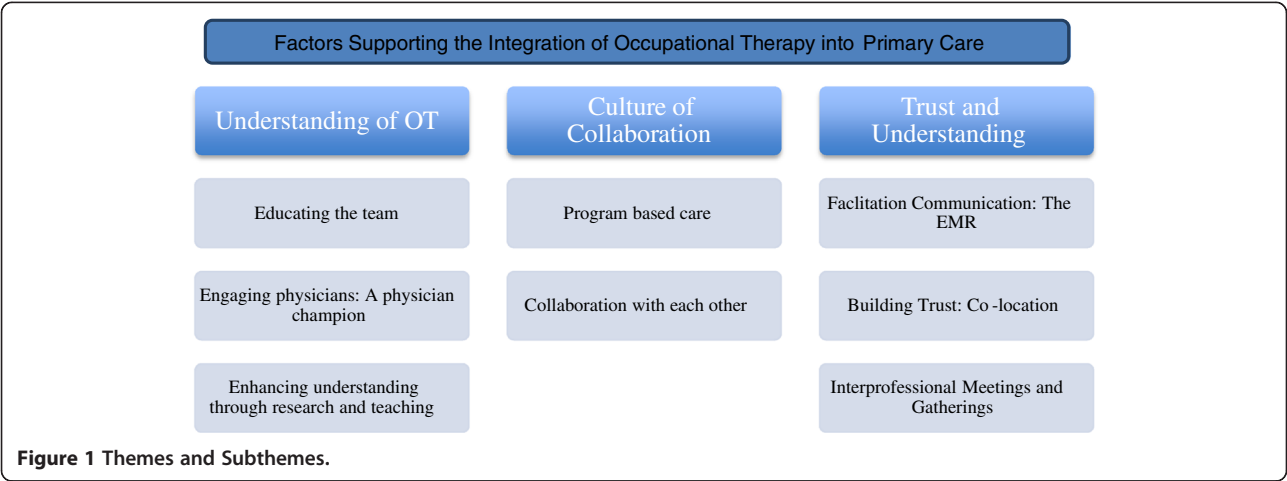 Factors Supporting the Integration of Occupational Therapy into Primary Care
Understanding of OT
Educating the team
Engaging physicians: A physician
champion
Enhancing understanding
through research and teaching
Culture of
Collaboration
Program based care
Collaboration with each other
Trust and
Understanding
Faclitation Communication: The
EMR
Building Trust: Co-location
Interprofessional Meetings and
Gatherings
Figure 1 Themes and Subthemes.